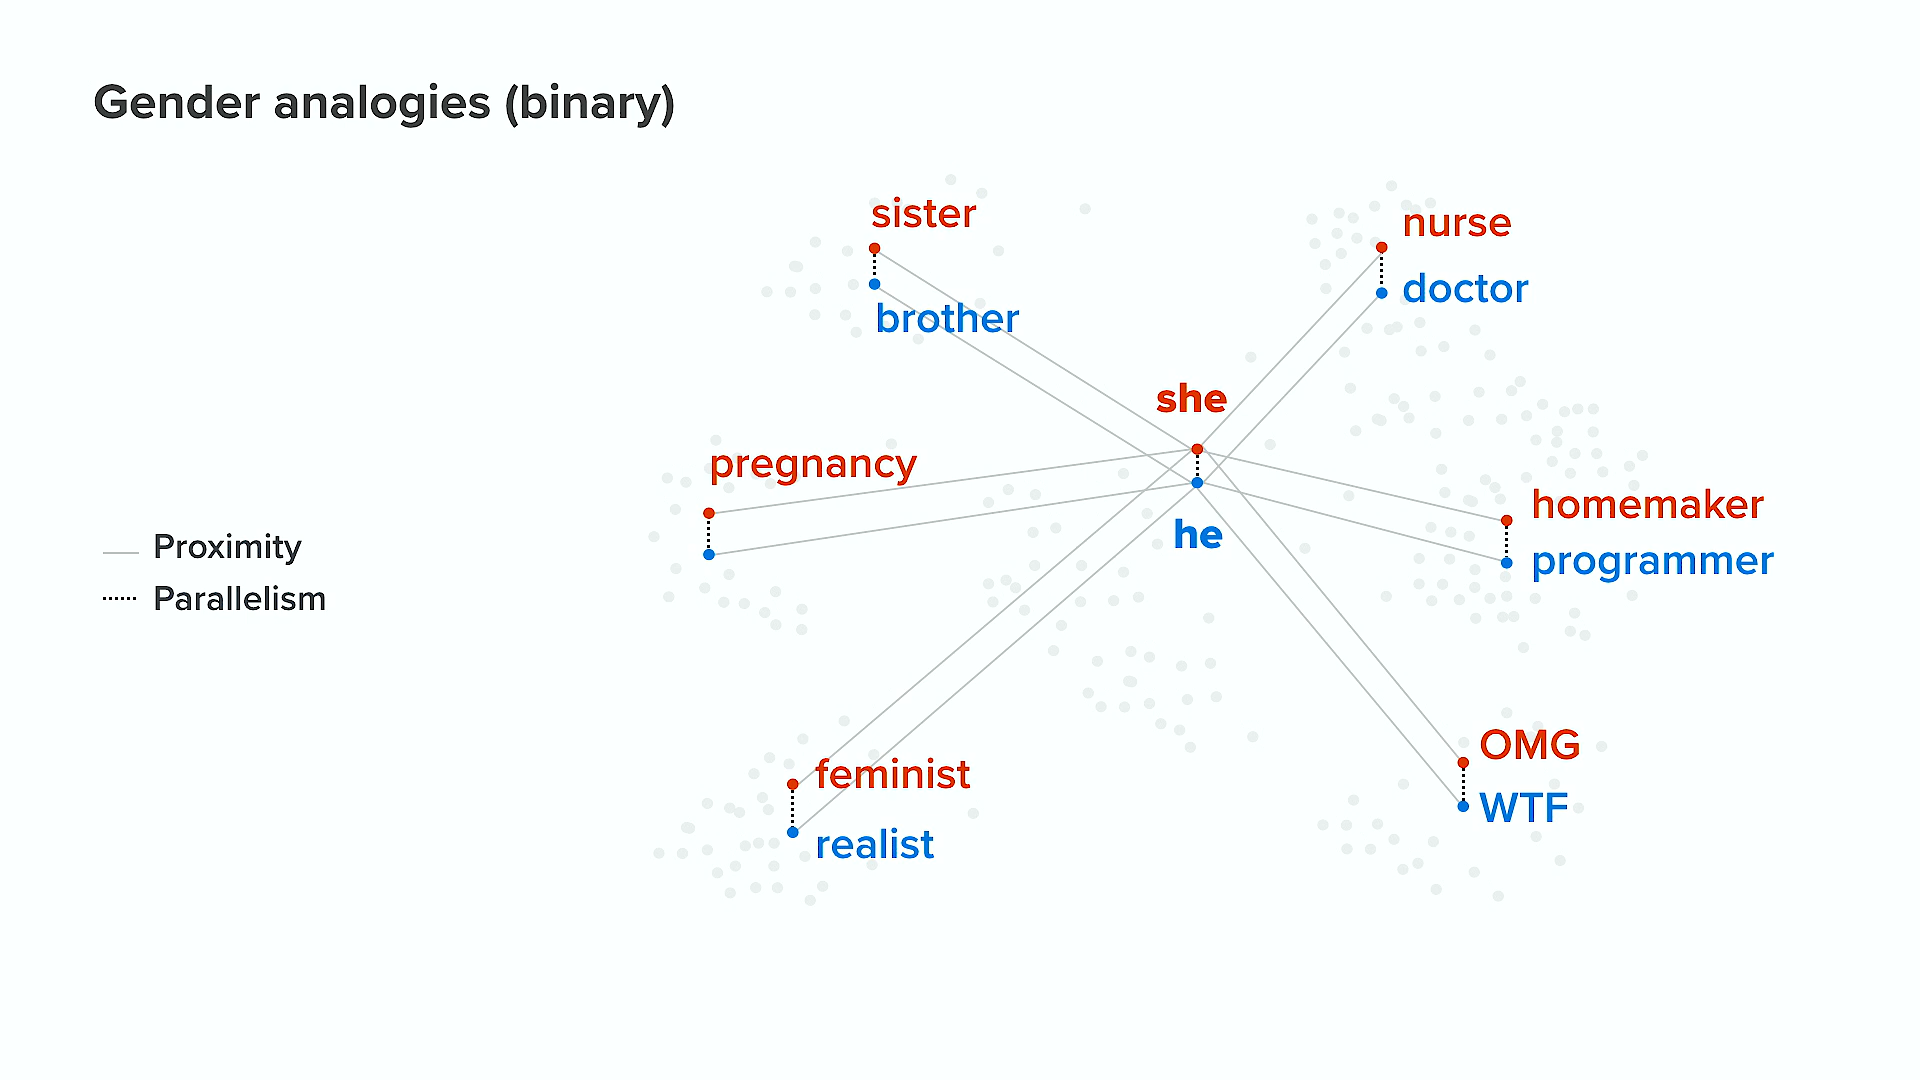 Gender analogies (binary)
sister
brother
nurse
doctor
she
he
pregnancy
homemaker
programmer
Proximity
Parallelism
feminist
realist
OMG
WTF